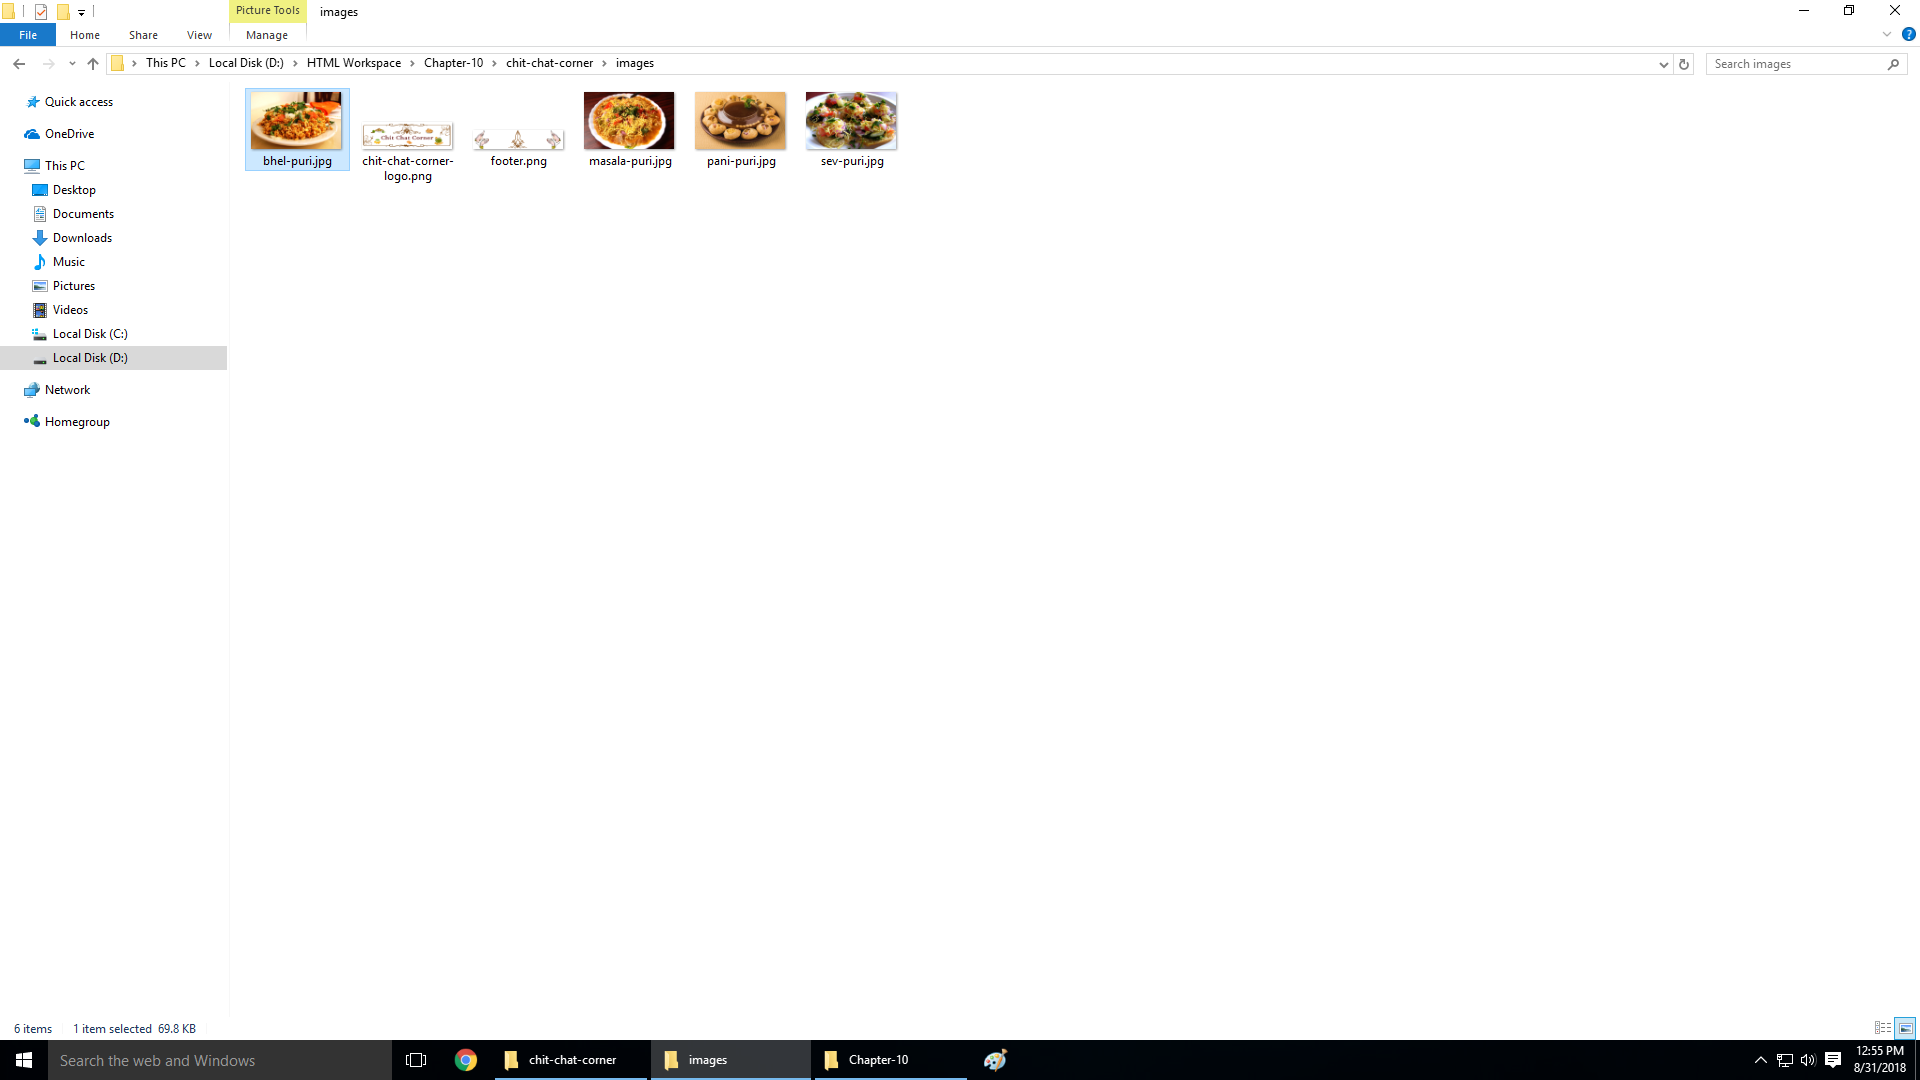 Picture Tools
images
File
Home
Share
View
Manage
This PC
Local Disk (D:)
HTML Workspace
Chapter-10
chit-chat-corner
images
Search images
Quick access
OneDrive
This PC
Desktop
Documents
Downloads
Music
Pictures
Videos
Local Disk (C:)
Local Disk (D:)
Network
Homegroup
Chit Chat Corner
bhel-puri.jpg
chit-chat-corner-
logo.png
footer.png
masala-puri.jpg
pani-puri.jpg
sev-puri.jpg
6 items
1 item selected 69.8 KB
Search the web and Windows
chit-chat-corner
images
Chapter-10
12:55 PM
8/31/2018